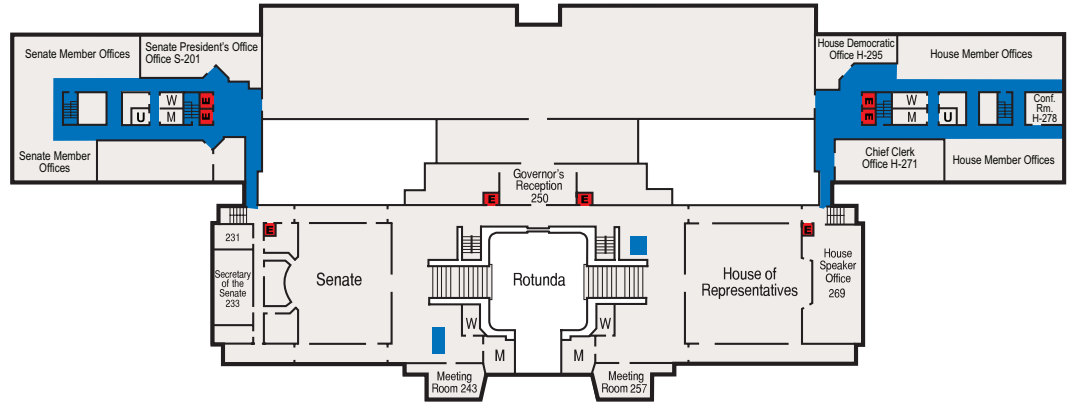 Senate Member Offices
Senate President's Office
Office S-201
House Democratic
Office H-295
House Member Offices
W
M
U
E
E
E
E
W
M
U
Conf.
Rm.
H-278
Senate Member
Offices
Chief Clerk
Office H-271
House Member Offices
Governor's
Reception
250
E
E
231
E
E
Secretary
of the
Senate
233
Senate
Rotunda
House of
Representatives
House
Speaker
Office
269
W
W
M
M
Meeting
Room 243
Meeting
Room 257